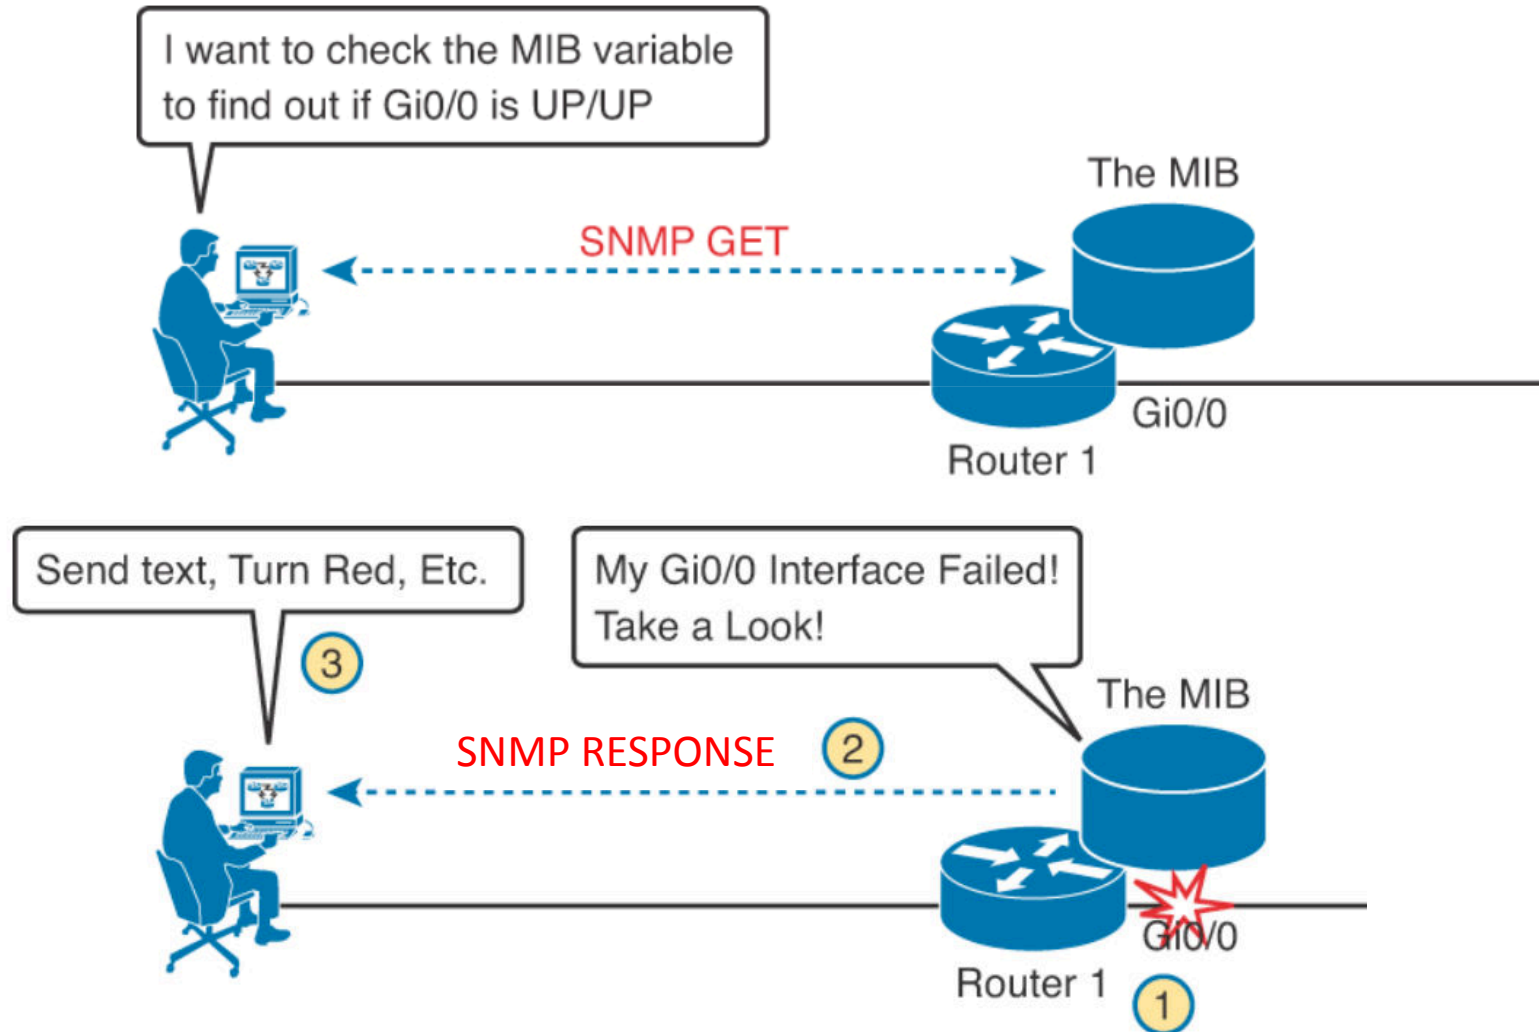 I want to check the MIB variable
to find out if Gi0/0 is UP/UP
The MIB
SNMP GET
Gi0/0
Router 1
Send text, Turn Red, Etc.
My Gi0/0 Interface Failed!
Take a Look!
3
The MIB
SNMP RESPONSE
2
Gi0/0
Router 1
1